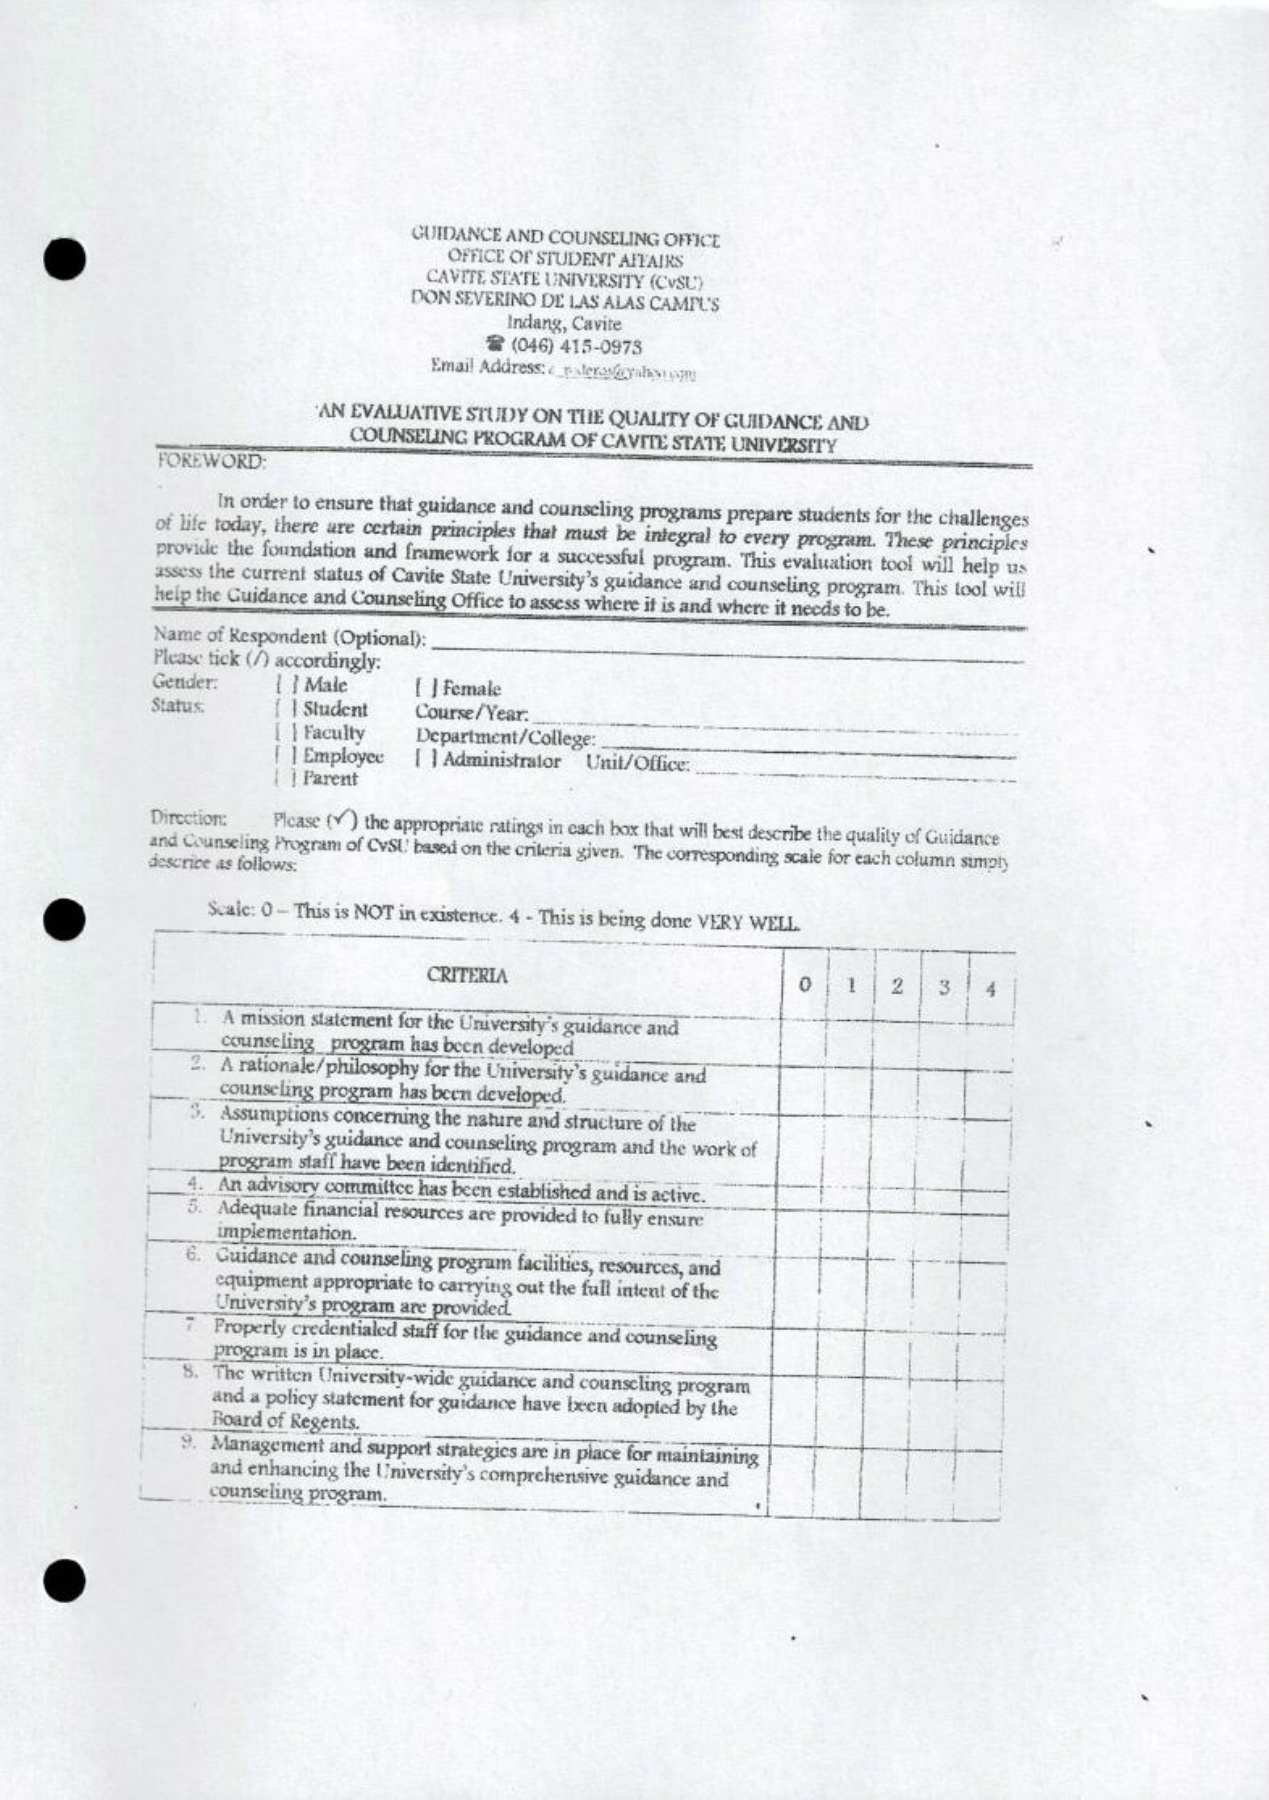 GUIDANCE AND COUNSELING OFFICE
OFFICE OF STUDENT AFFAIRS
CAVITE STATE UNIVERSITY (CvSU)
DON SEVERINO DE LAS ALAS CAMPUS
Indang, Cavite
☎ (046) 415-0973
Email Address:
AN EVALUATIVE STUDY ON THE QUALITY OF GUIDANCE AND
COUNSELING PROGRAM OF CAVITE STATE UNIVERSITY
FOREWORD:
In order to ensure that guidance and counseling programs prepare students for the challenges
of life today, there are certain principles that must be integral to every program. These principles
provide the foundation and framework for a successful program. This evaluation tool will help us
assess the current status of Cavite State University's guidance and counseling program. This tool will
help the Guidance and Counseling Office to assess where it is and where it needs to be.
Name of Respondent (Optional):
Please tick (/) accordingly:
Gender: [ ] Male [ ] Female
Status: [ ] Student Course/Year:
[ ] Faculty Department/College:
[ ] Employee [ ] Administrator Unit/Office:
[ ] Parent
Direction: Please (✓) the appropriate ratings in each box that will best describe the quality of Guidance
and Counseling Program of CvSU based on the criteria given. The corresponding scale for each column simply
describe as follows:
Scale: 0 – This is NOT in existence. 4 - This is being done VERY WELL
CRITERIA 0 1 2 3 4
1. A mission statement for the University's guidance and
counseling program has been developed
2. A rationale/philosophy for the University's guidance and
counseling program has been developed.
3. Assumptions concerning the nature and structure of the
University's guidance and counseling program and the work of
program staff have been identified.
4. An advisory committee has been established and is active.
5. Adequate financial resources are provided to fully ensure
implementation.
6. Guidance and counseling program facilities, resources, and
equipment appropriate to carrying out the full intent of the
University's program are provided.
7 Properly credentialed staff for the guidance and counseling
program is in place.
8. The written University-wide guidance and counseling program
and a policy statement for guidance have been adopted by the
Board of Regents.
9. Management and support strategies are in place for maintaining
and enhancing the University's comprehensive guidance and
counseling program.